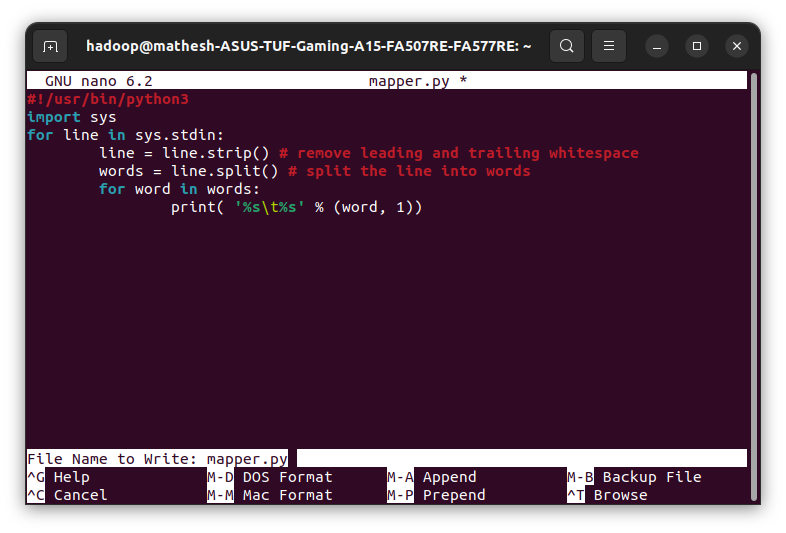 hadoop@mathesh-ASUS-TUF-Gaming-A15-FA507RE-FA577RE: ~
GNU nano 6.2 mapper.py *
#!/usr/bin/python3
import sys
for line in sys.stdin:
        line = line.strip() # remove leading and trailing whitespace
        words = line.split() # split the line into words
        for word in words:
                print( '%s\t%s' % (word, 1))
File Name to Write: mapper.py
^G Help M-D DOS Format M-A Append M-B Backup File
^C Cancel M-M Mac Format M-P Prepend ^T Browse